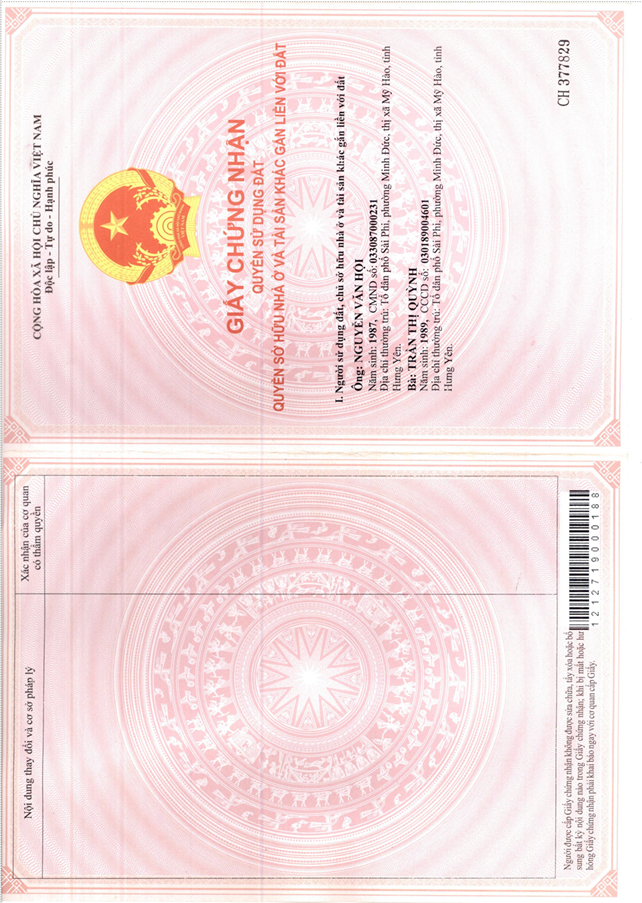 CỘNG HÒA XÃ HỘI CHỦ NGHĨA VIỆT NAM
Độc lập - Tự do - Hạnh phúc
GIẤY CHỨNG NHẬN
QUYỀN SỬ DỤNG ĐẤT
QUYỀN SỞ HỮU NHÀ Ở VÀ TÀI SẢN KHÁC GẮN LIỀN VỚI ĐẤT
I. Người sử dụng đất, chủ sở hữu nhà ở và tài sản khác gắn liền với đất
Ông: NGUYỄN VĂN HỘI
Năm sinh: 1987, CMND số: 033087000231
Địa chỉ thường trú: Tổ dân phố Sài Phi, phường Minh Đức, thị xã Mỹ Hào, tỉnh
Hưng Yên.
Bà: TRẦN THỊ QUỲNH
Năm sinh: 1989, CCCD số: 030189004601
Địa chỉ thường trú: Tổ dân phố Sài Phi, phường Minh Đức, thị xã Mỹ Hào, tỉnh
Hưng Yên.
CH 377829
Nội dung thay đổi và cơ sở pháp lý
Xác nhận của cơ quan
có thẩm quyền
Người được cấp Giấy chứng nhận không được sửa chữa, tẩy xóa hoặc bổ
sung bất kỳ nội dung nào trong Giấy chứng nhận; khi bị mất hoặc hư
hỏng Giấy chứng nhận phải khai báo ngay với cơ quan cấp Giấy.
1212719000188